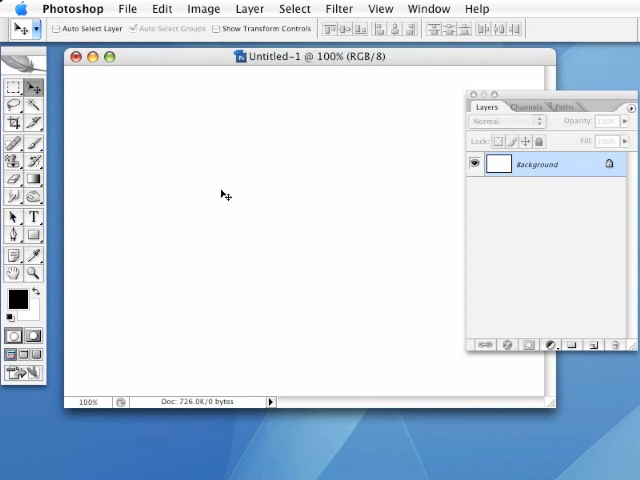 Photoshop File Edit Image Layer Select Filter View Window Help
Auto Select Layer Auto Select Groups Show Transform Controls
Untitled-1 @ 100% (RGB/8)
Layers Channels Paths
Normal Opacity: 100%
Lock: Fill: 100%
Background
T
100% Doc: 726.0K/0 bytes